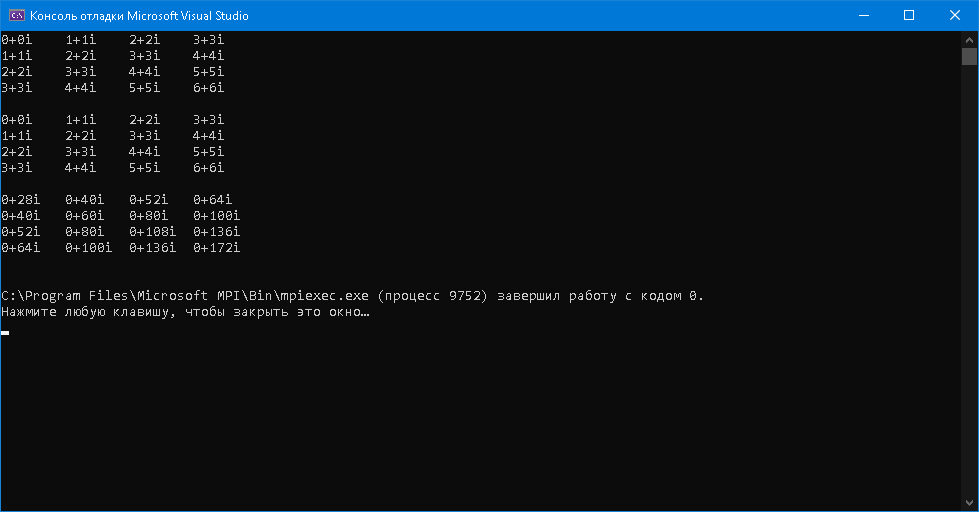 Консоль отладки Microsoft Visual Studio
0+0i 1+1i 2+2i 3+3i
1+1i 2+2i 3+3i 4+4i
2+2i 3+3i 4+4i 5+5i
3+3i 4+4i 5+5i 6+6i
0+0i 1+1i 2+2i 3+3i
1+1i 2+2i 3+3i 4+4i
2+2i 3+3i 4+4i 5+5i
3+3i 4+4i 5+5i 6+6i
0+28i 0+40i 0+52i 0+64i
0+40i 0+60i 0+80i 0+100i
0+52i 0+80i 0+108i 0+136i
0+64i 0+100i 0+136i 0+172i
C:\Program Files\Microsoft MPI\Bin\mpiexec.exe (процесс 9752) завершил работу с кодом 0.
Нажмите любую клавишу, чтобы закрыть это окно…